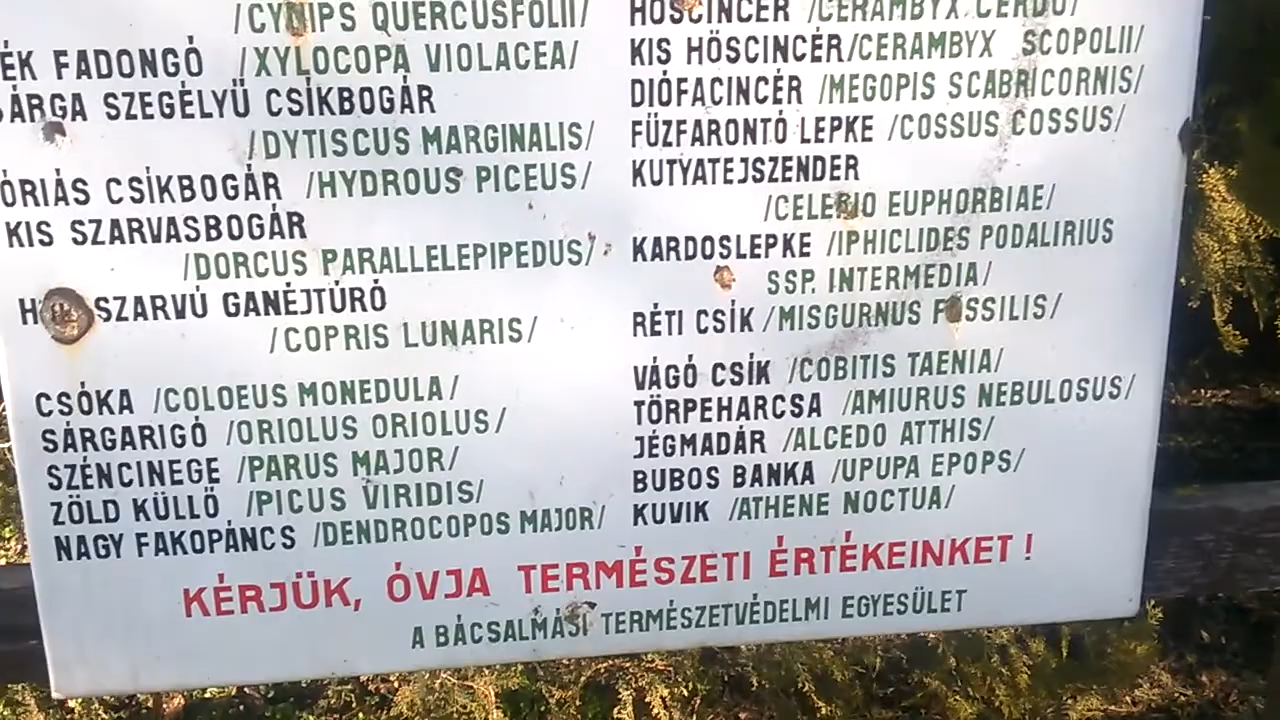 /CYNIPS QUERCUSFOLII/
ÉK FADONGÓ /XYLOCOPA VIOLACEA/
SÁRGA SZEGÉLYŰ CSÍKBOGÁR
/DYTISCUS MARGINALIS/
ÓRIÁS CSÍKBOGÁR /HYDROUS PICEUS/
KIS SZARVASBOGÁR
/DORCUS PARALLELEPIPEDUS/
SZARVÚ GANÉJTÚRÓ
/COPRIS LUNARIS/
CSÓKA /COLOEUS MONEDULA/
SÁRGARIGÓ /ORIOLUS ORIOLUS/
SZÉNCINEGE /PARUS MAJOR/
ZÖLD KÜLLŐ /PICUS VIRIDIS/
NAGY FAKOPÁNCS /DENDROCOPOS MAJOR/
HŐSCINCÉR /CERAMBYX CERDO/
KIS HŐSCINCÉR/CERAMBYX SCOPOLII/
DIÓFACINCÉR /MEGOPIS SCABRICORNIS/
FŰZFARONTÓ LEPKE /COSSUS COSSUS/
KUTYATEJSZENDER
/CELERIO EUPHORBIAE/
KARDOSLEPKE /IPHICLIDES PODALIRIUS
SSP. INTERMEDIA/
RÉTI CSÍK /MISGURNUS FOSSILIS/
VÁGÓ CSÍK /COBITIS TAENIA/
TÖRPEHARCSA /AMIURUS NEBULOSUS/
JÉGMADÁR /ALCEDO ATTHIS/
BUBOS BANKA /UPUPA EPOPS/
KUVIK /ATHENE NOCTUA/
KÉRJÜK, ÓVJA TERMÉSZETI ÉRTÉKEINKET!
A BÁCSALMÁSI TERMÉSZETVÉDELMI EGYESÜLET